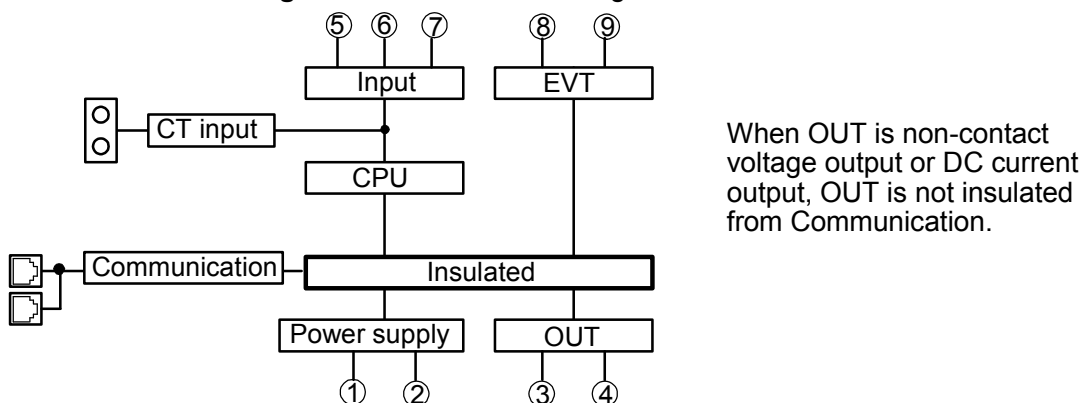 ⑤ ⑥ ⑦ ⑧ ⑨
Input EVT
CT input
CPU
When OUT is non-contact
voltage output or DC current
output, OUT is not insulated
from Communication.
Communication Insulated
Power supply OUT
① ② ③ ④